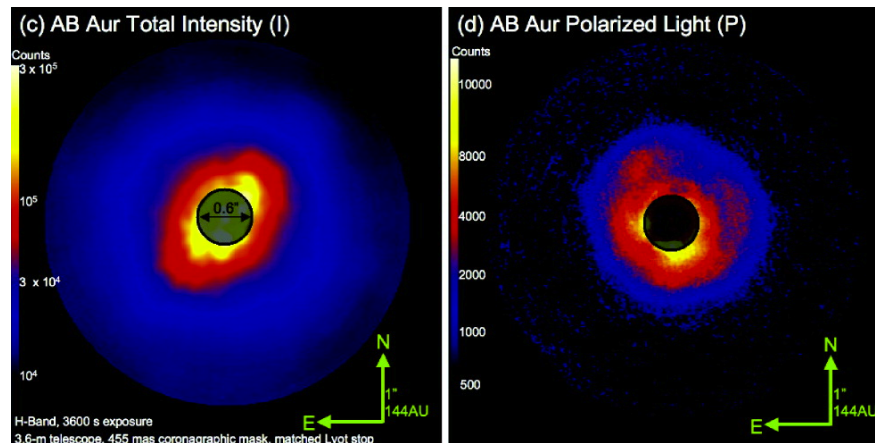 (c) AB Aur Total Intensity (I)
Counts
3 x 10⁵
10⁵
3 x 10⁴
10⁴
0.6"
N
1"
144AU
E
H-Band, 3600 s exposure
3.6-m telescope, 455 mas coronagraphic mask, matched Lyot stop
(d) AB Aur Polarized Light (P)
Counts
10000
8000
4000
2000
1000
500
N
1"
144AU
E